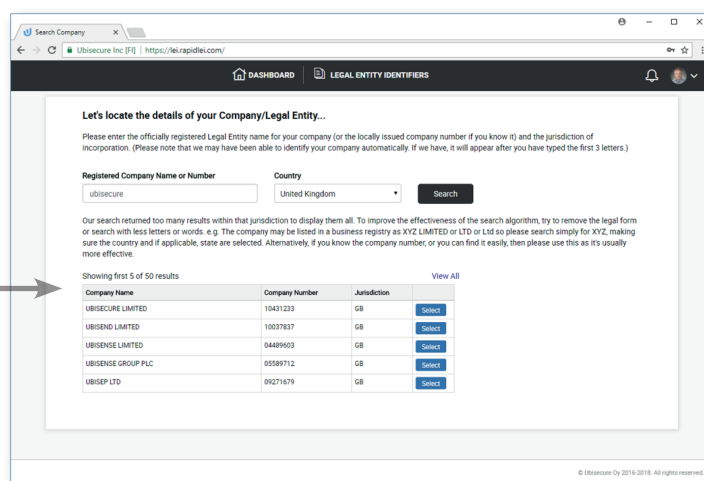 Search Company
Ubisecure Inc [FI] | https://lei.rapidlei.com/
DASHBOARD LEGAL ENTITY IDENTIFIERS
Let's locate the details of your Company/Legal Entity...
Please enter the officially registered Legal Entity name for your company (or the locally issued company number if you know it) and the jurisdiction of
incorporation. (Please note that we may have been able to identify your company automatically. If we have, it will appear after you have typed the first 3 letters.)
Registered Company Name or Number Country
ubisecure United Kingdom Search
Our search returned too many results within that jurisdiction to display them all. To improve the effectiveness of the search algorithm, try to remove the legal form
or search with less letters or words. e.g. The company may be listed in a business registry as XYZ LIMITED or LTD or Ltd so please search simply for XYZ, making
sure the country and if applicable, state are selected. Alternatively, if you know the company number, or you can find it easily, then please use this as it's usually
more effective.
Showing first 5 of 50 results View All
Company Name Company Number Jurisdiction
UBISECURE LIMITED 10431233 GB Select
UBISEND LIMITED 10037837 GB Select
UBISENSE LIMITED 04489603 GB Select
UBISENSE GROUP PLC 05589712 GB Select
UBISEP LTD 09271679 GB Select
© Ubisecure Oy 2016-2018. All rights reserved.